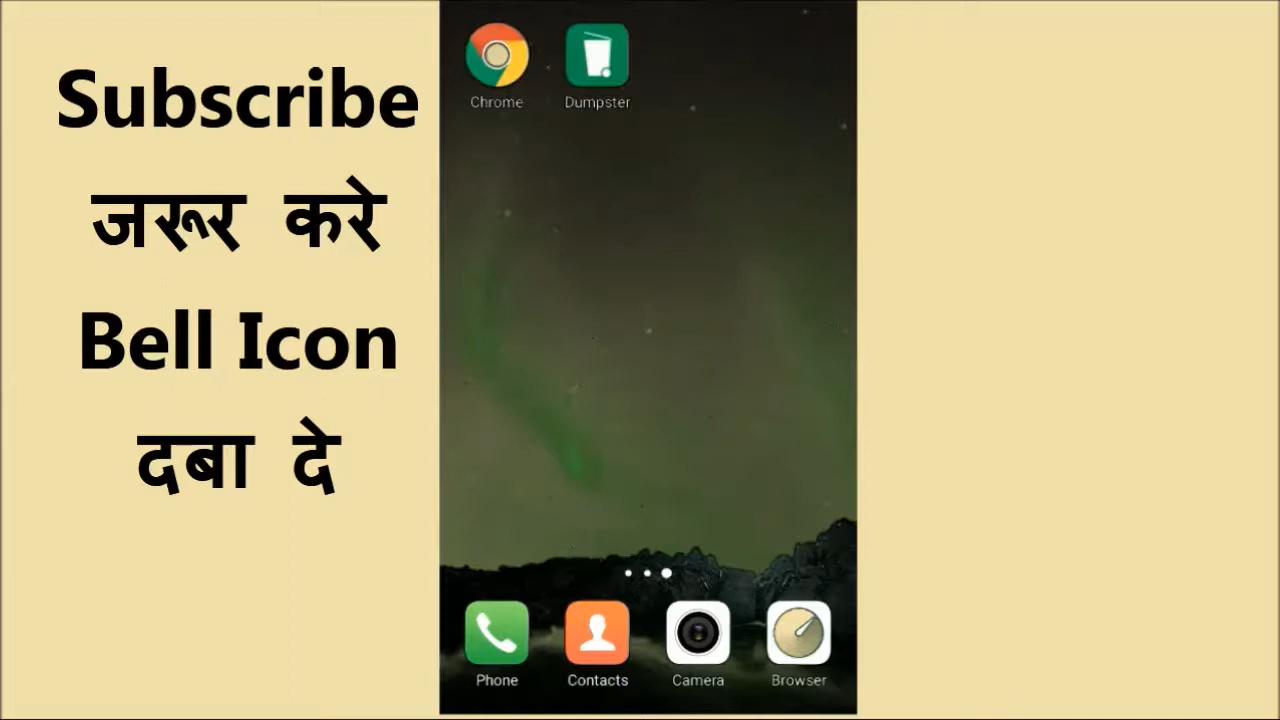 Subscribe
जरूर करे
Bell Icon
दबा दे
Chrome
Dumpster
Phone
Contacts
Camera
Browser